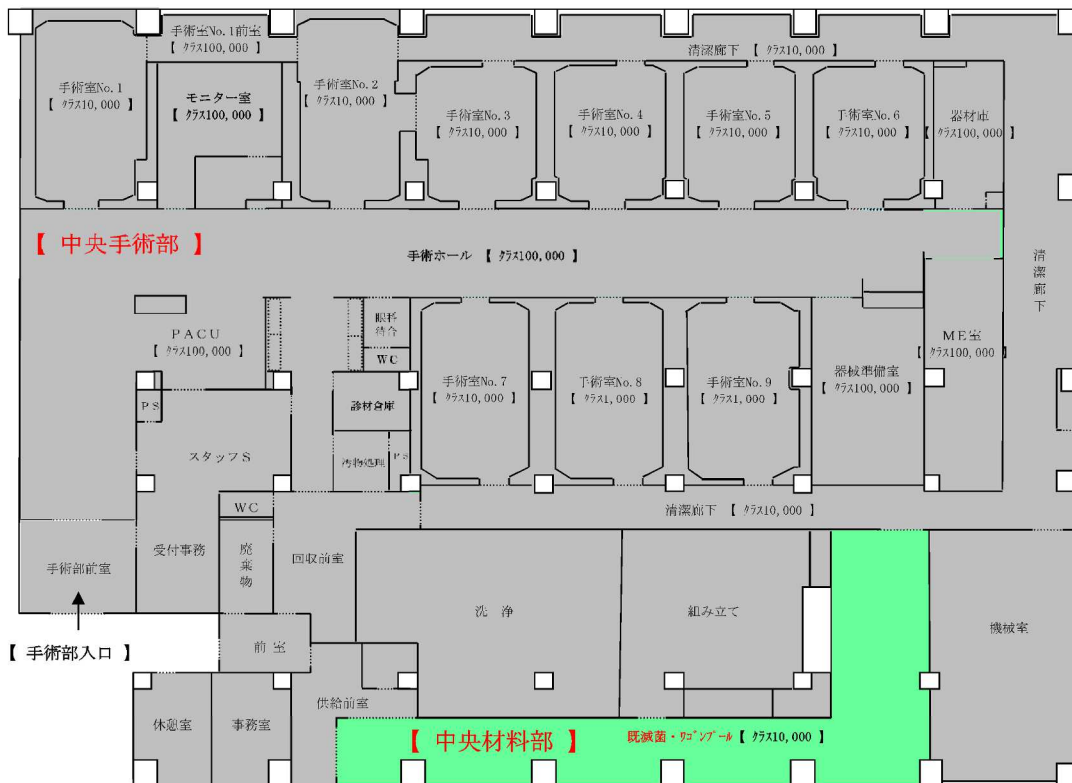 手術室No.1前室
【 クラス100,000 】
清潔廊下 【 クラス10,000 】
手術室No.1
【 クラス10,000 】
モニター室
【 クラス100,000 】
手術室No.2
【 クラス10,000 】
手術室No.3
【 クラス10,000 】
手術室No.4
【 クラス10,000 】
手術室No.5
【 クラス10,000 】
手術室No.6
【 クラス10,000 】
器材庫
【 クラス100,000 】
【 中央手術部 】
手術ホール 【 クラス100,000 】
清潔廊下
PACU
【 クラス100,000 】
眼科
待合
WC
手術室No.7
【 クラス10,000 】
手術室No.8
【 クラス1,000 】
手術室No.9
【 クラス1,000 】
器械準備室
【 クラス100,000 】
ME室
【 クラス100,000 】
PS
診材倉庫
スタッフS
汚物処理
PS
WC
清潔廊下 【 クラス10,000 】
手術部前室
受付事務
廃棄物
回収前室
洗 浄
組み立て
機械室
【 手術部入口 】
前 室
休憩室
事務室
供給前室
【 中央材料部 】
既滅菌・ワゴンプール 【 クラス10,000 】